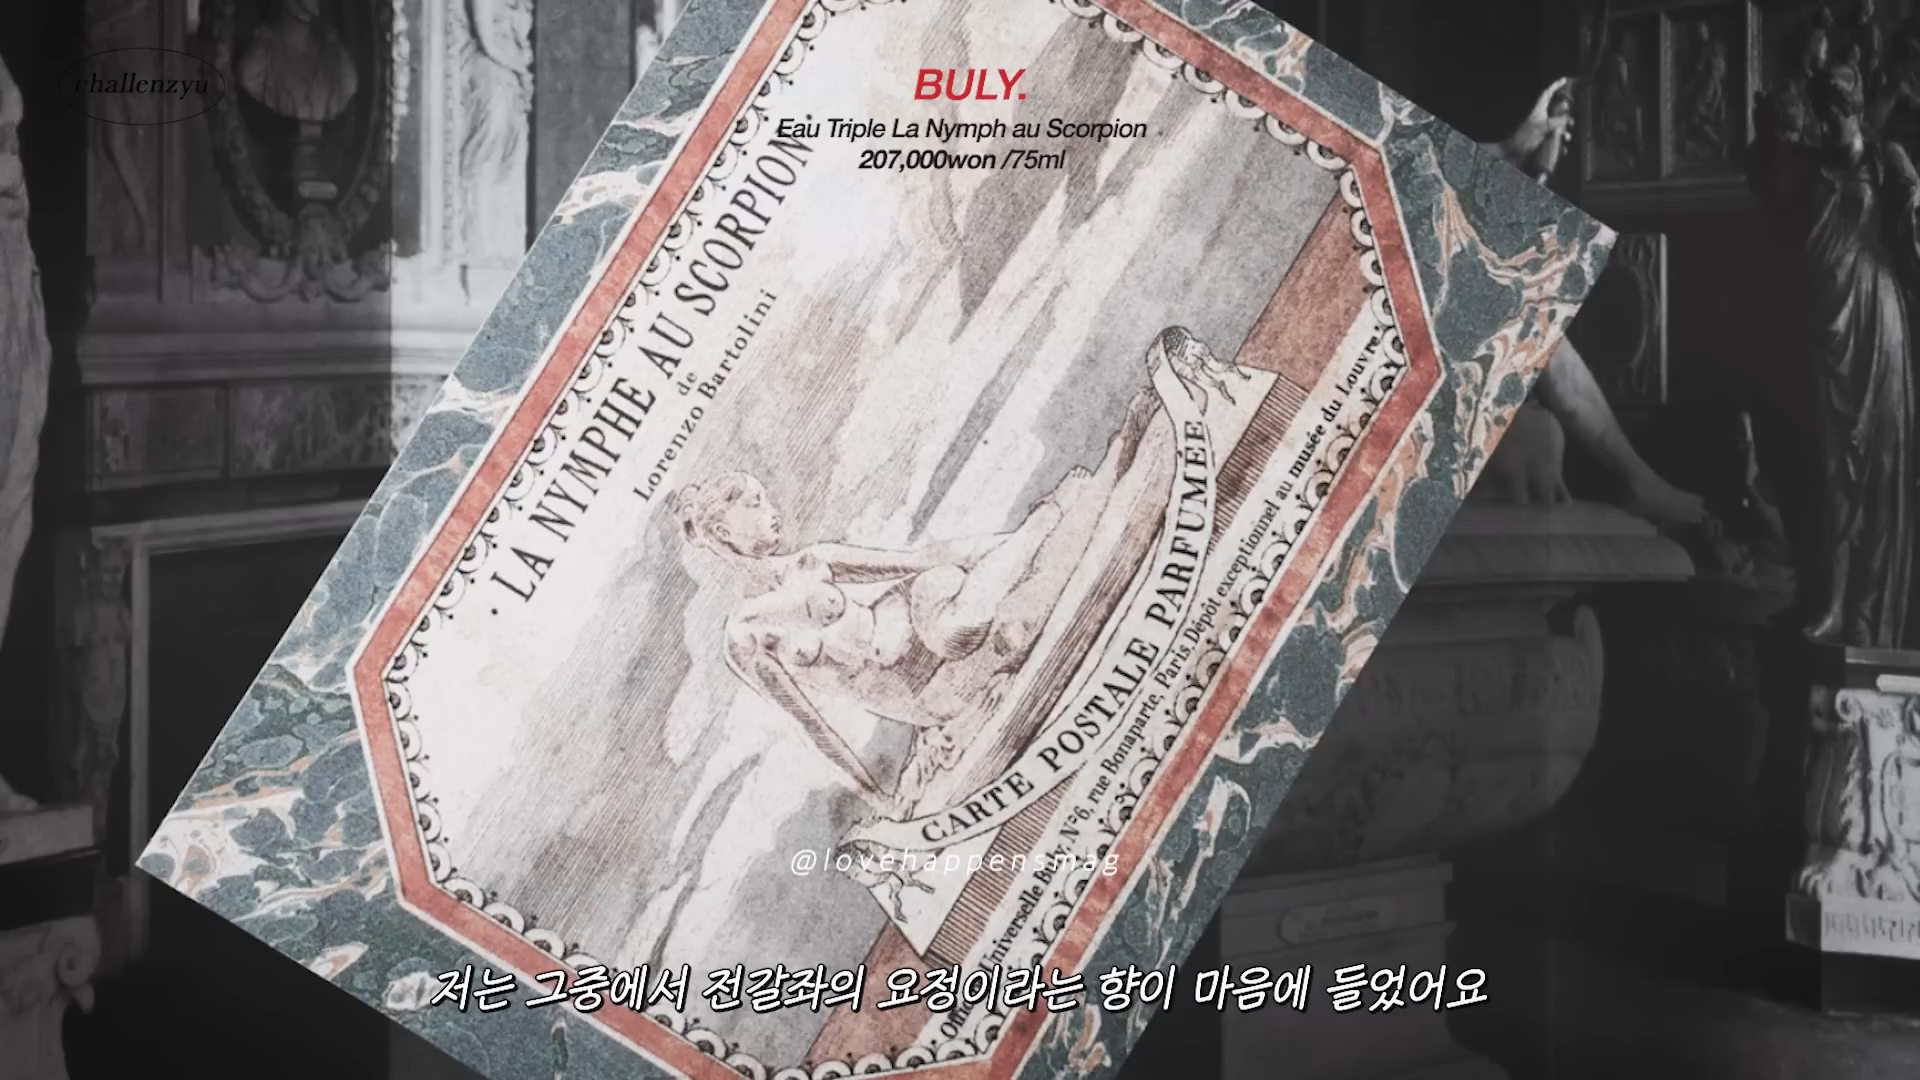 challenzyu
BULY.
Eau Triple La Nymph au Scorpion
207,000won /75ml
· LA NYMPHE AU SCORPION ·
de
Lorenzo Bartolini
CARTE POSTALE PARFUMÉE
Universelle Buly, N°6, rue Bonaparte, Paris. Dépôt exceptionnel au musée du Louvre.
@lovehappensmag
저는 그중에서 전갈좌의 요정이라는 향이 마음에 들었어요